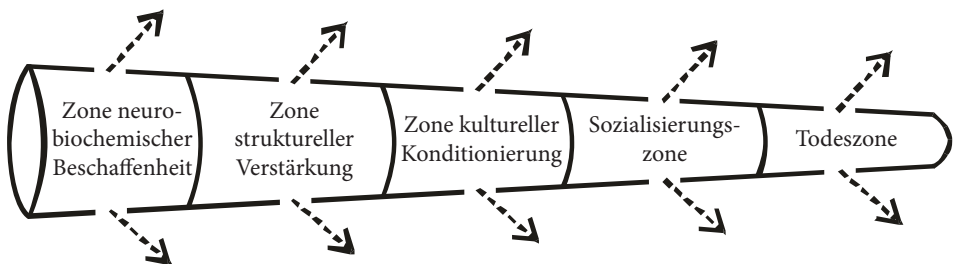 Zone neuro-
biochemischer
Beschaffenheit
Zone
struktureller
Verstärkung
Zone kultureller
Konditionierung
Sozialisierungs-
zone
Todeszone